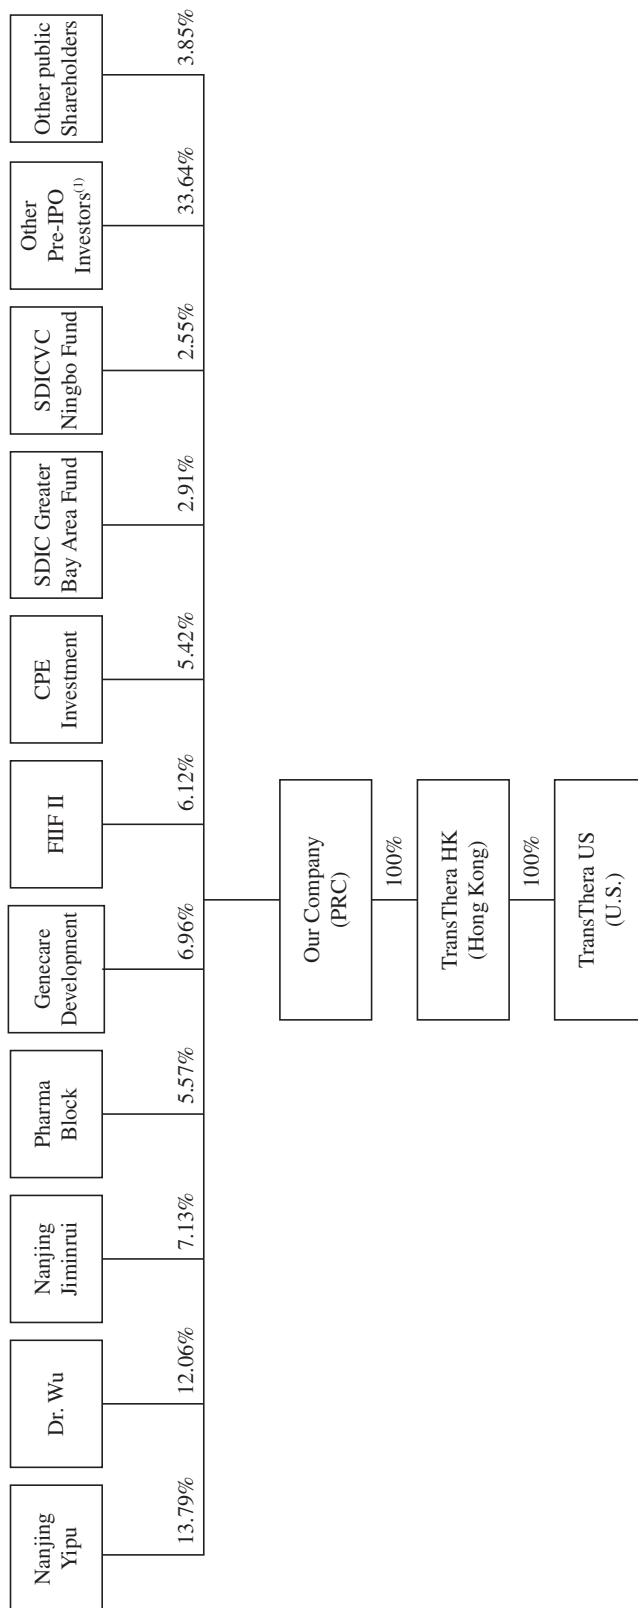 Nanjing
Yipu
Dr. Wu
Nanjing
Jiminrui
Pharma
Block
Genecare
Development
FIIF II
CPE
Investment
SDIC Greater
Bay Area Fund
SDICVC
Ningbo Fund
Other
Pre-IPO
Investors(1)
Other public
Shareholders
13.79%
12.06%
7.13%
5.57%
6.96%
6.12%
5.42%
2.91%
2.55%
33.64%
3.85%
Our Company
(PRC)
100%
TransThera HK
(Hong Kong)
100%
TransThera US
(U.S.)